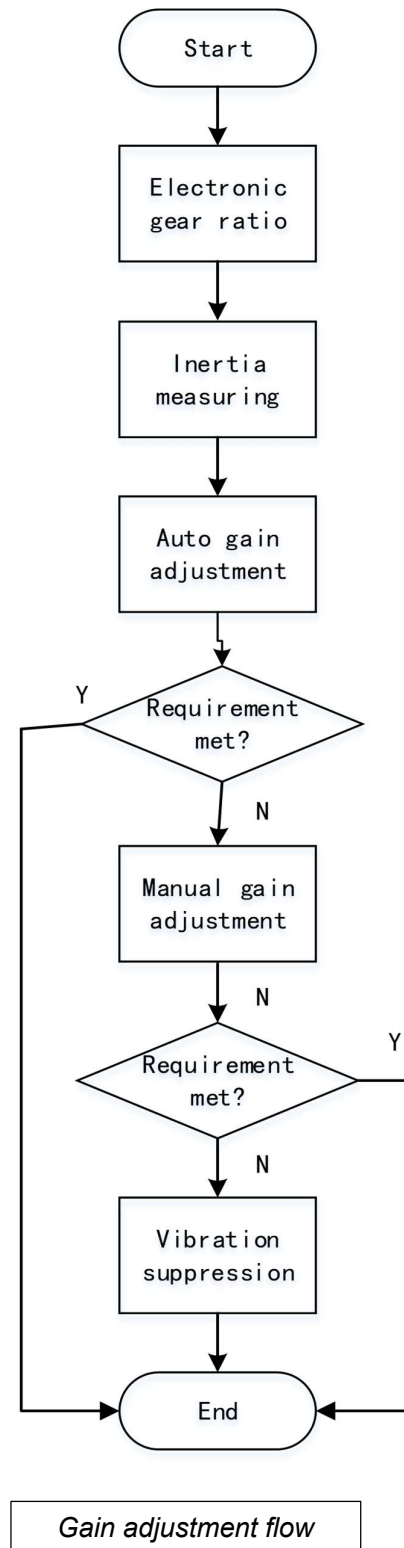 Start
Electronic
gear ratio
Inertia
measuring
Auto gain
adjustment
Y
Requirement
met?
N
Manual gain
adjustment
N
Y
Requirement
met?
N
Vibration
suppression
End
Gain adjustment flow